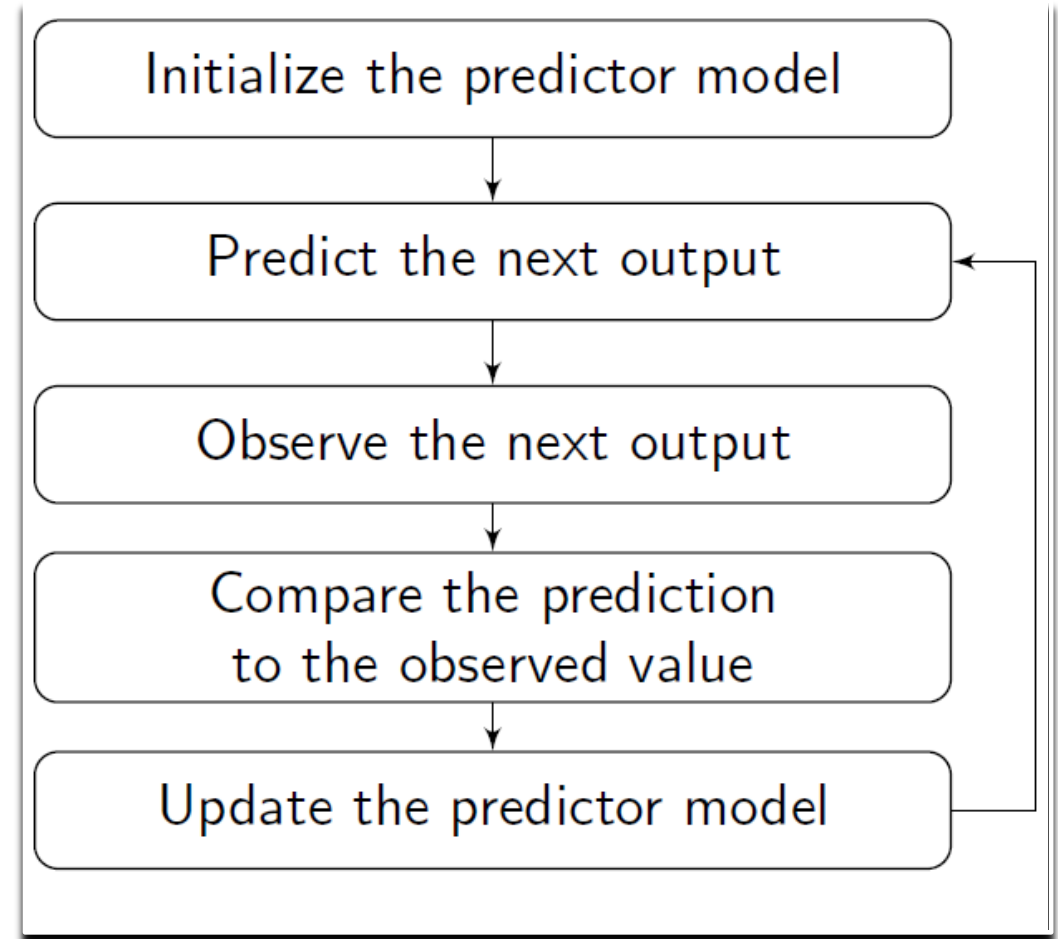 Initialize the predictor model
Predict the next output
Observe the next output
Compare the prediction
to the observed value
Update the predictor model